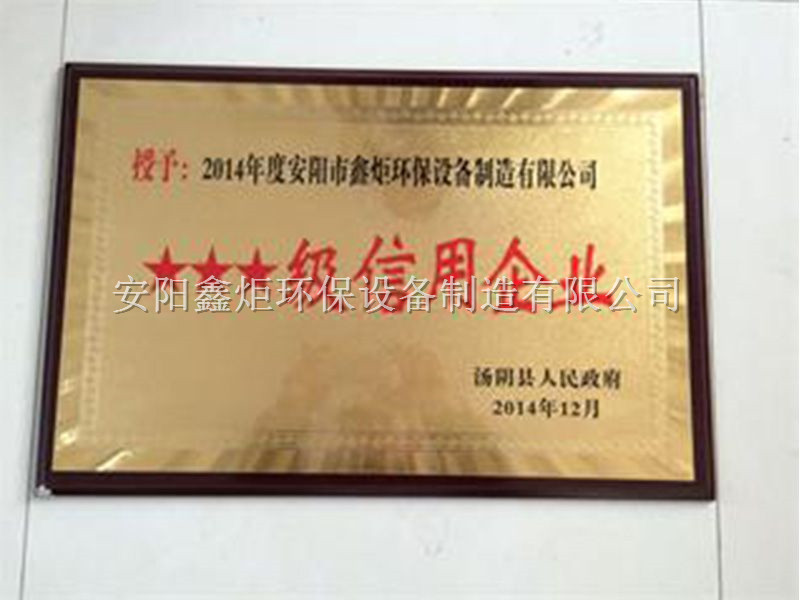 授予：2014年度安阳市鑫炬环保设备制造有限公司
★★★级信用企业
安阳鑫炬环保设备制造有限公司
汤阴县人民政府
2014年12月